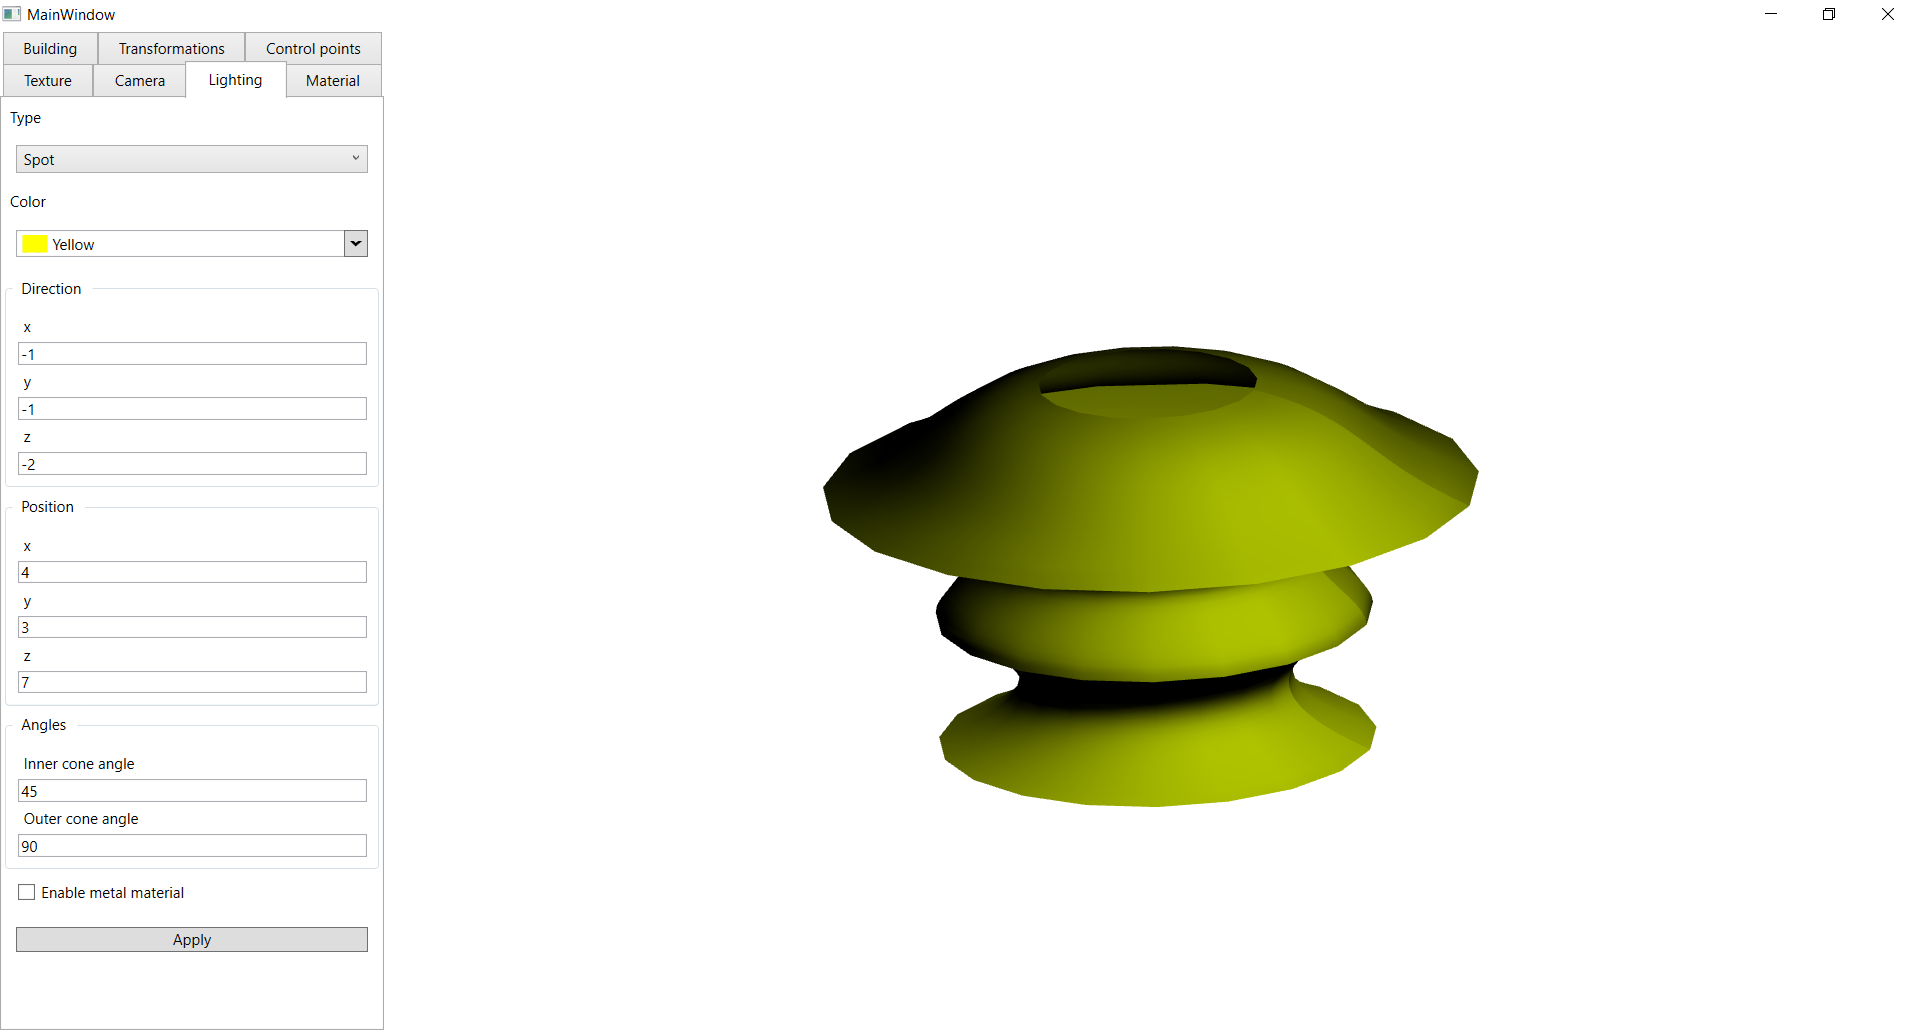 MainWindow
Building Transformations Control points
Texture Camera Lighting Material
Type
Spot
Color
Yellow
Direction
x
-1
y
-1
z
-2
Position
x
4
y
3
z
7
Angles
Inner cone angle
45
Outer cone angle
90
Enable metal material
Apply